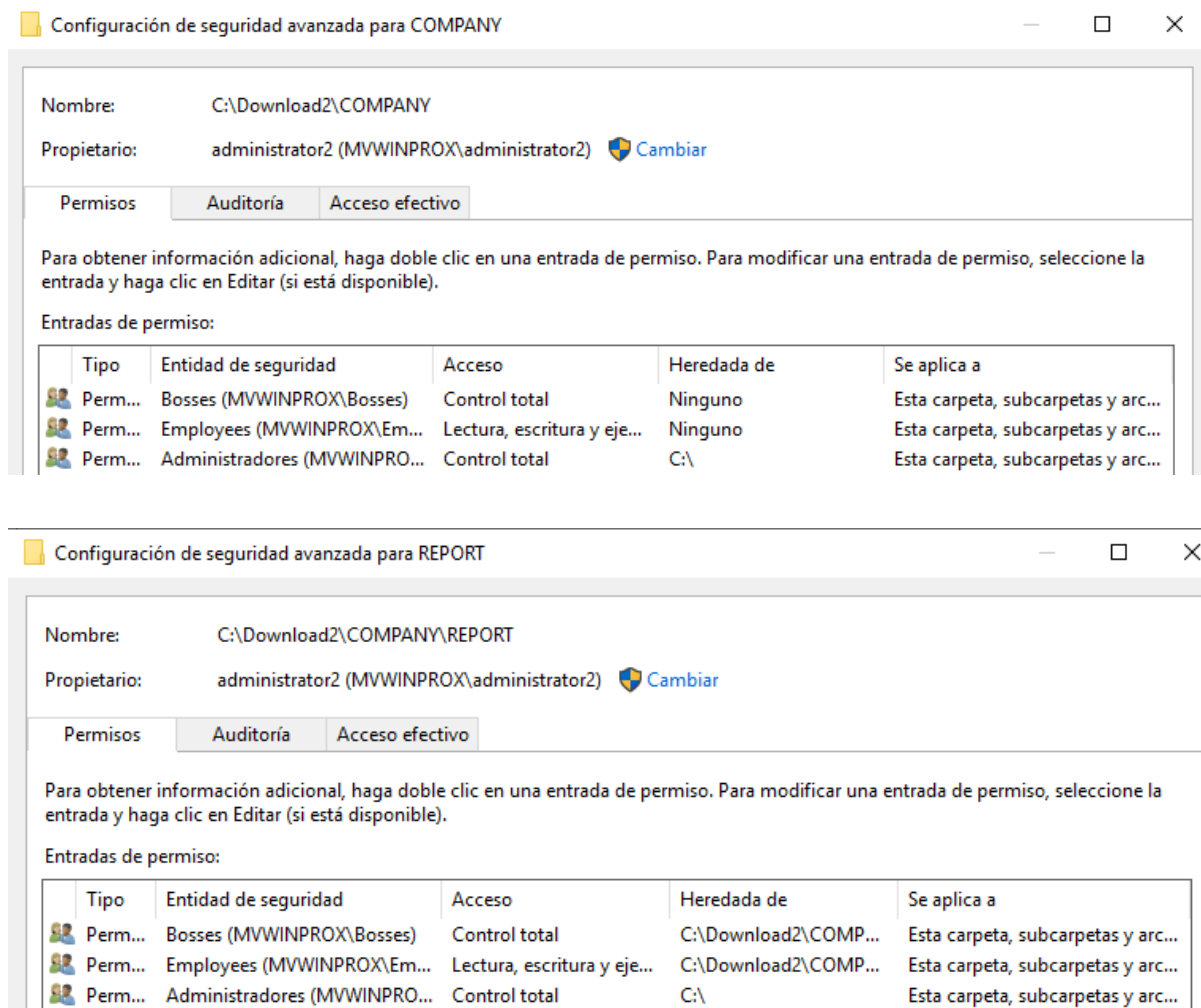 Configuración de seguridad avanzada para COMPANY
Nombre: C:\Download2\COMPANY
Propietario: administrator2 (MVWINPROX\administrator2) Cambiar
Permisos Auditoría Acceso efectivo
Para obtener información adicional, haga doble clic en una entrada de permiso. Para modificar una entrada de permiso, seleccione la
entrada y haga clic en Editar (si está disponible).
Entradas de permiso:
Tipo Entidad de seguridad Acceso Heredada de Se aplica a
Perm... Bosses (MVWINPROX\Bosses) Control total Ninguno Esta carpeta, subcarpetas y arc...
Perm... Employees (MVWINPROX\Em... Lectura, escritura y eje... Ninguno Esta carpeta, subcarpetas y arc...
Perm... Administradores (MVWINPRO... Control total C:\ Esta carpeta, subcarpetas y arc...
Configuración de seguridad avanzada para REPORT
Nombre: C:\Download2\COMPANY\REPORT
Propietario: administrator2 (MVWINPROX\administrator2) Cambiar
Permisos Auditoría Acceso efectivo
Para obtener información adicional, haga doble clic en una entrada de permiso. Para modificar una entrada de permiso, seleccione la
entrada y haga clic en Editar (si está disponible).
Entradas de permiso:
Tipo Entidad de seguridad Acceso Heredada de Se aplica a
Perm... Bosses (MVWINPROX\Bosses) Control total C:\Download2\COMP... Esta carpeta, subcarpetas y arc...
Perm... Employees (MVWINPROX\Em... Lectura, escritura y eje... C:\Download2\COMP... Esta carpeta, subcarpetas y arc...
Perm... Administradores (MVWINPRO... Control total C:\ Esta carpeta, subcarpetas y arc...